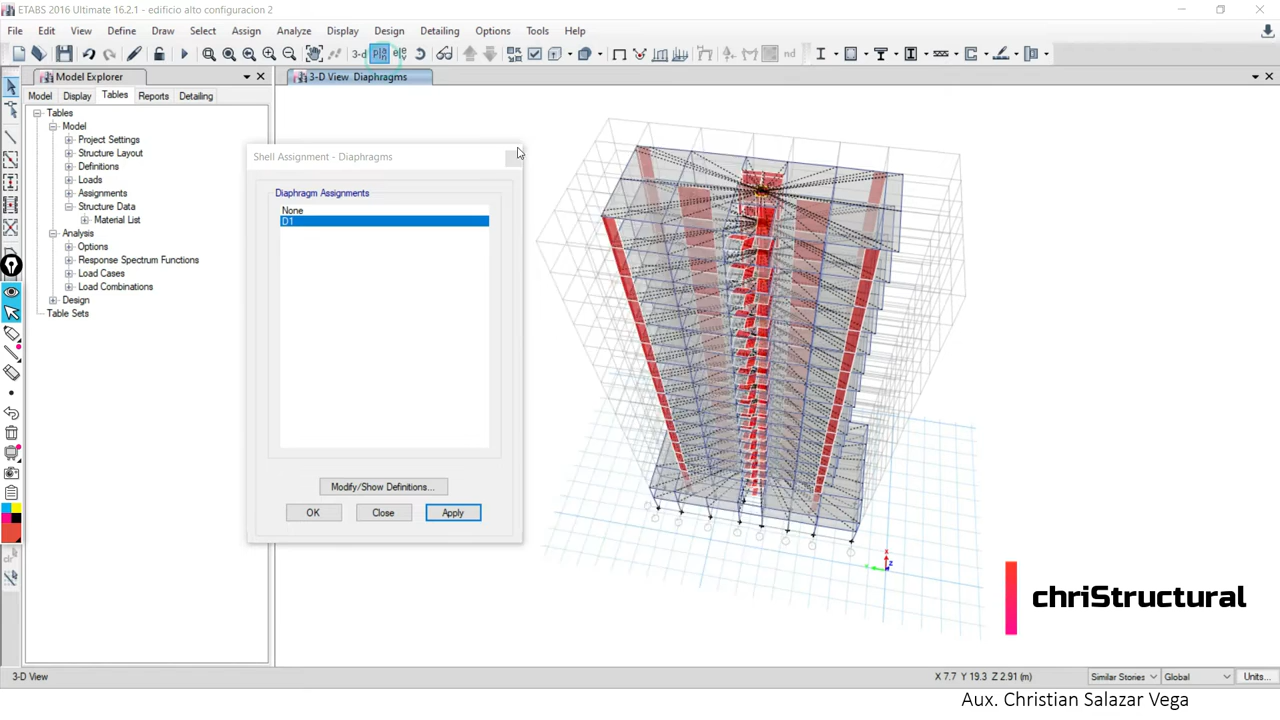 ETABS 2016 Ultimate 16.2.1 - edificio alto configuracion 2
File Edit View Define Draw Select Assign Analyze Display Design Detailing Options Tools Help
3-d
nd
Model Explorer
3-D View Diaphragms
Model Display Tables Reports Detailing
Tables
Model
Project Settings
Structure Layout
Definitions
Loads
Assignments
Structure Data
Material List
Analysis
Options
Response Spectrum Functions
Load Cases
Load Combinations
Design
Table Sets
Shell Assignment - Diaphragms
Diaphragm Assignments
None
D1
Modify/Show Definitions...
OK Close Apply
chriStructural
3-D View
X 7.7 Y 19.3 Z 2.91 (m)
Similar Stories
Global
Units...
Aux. Christian Salazar Vega